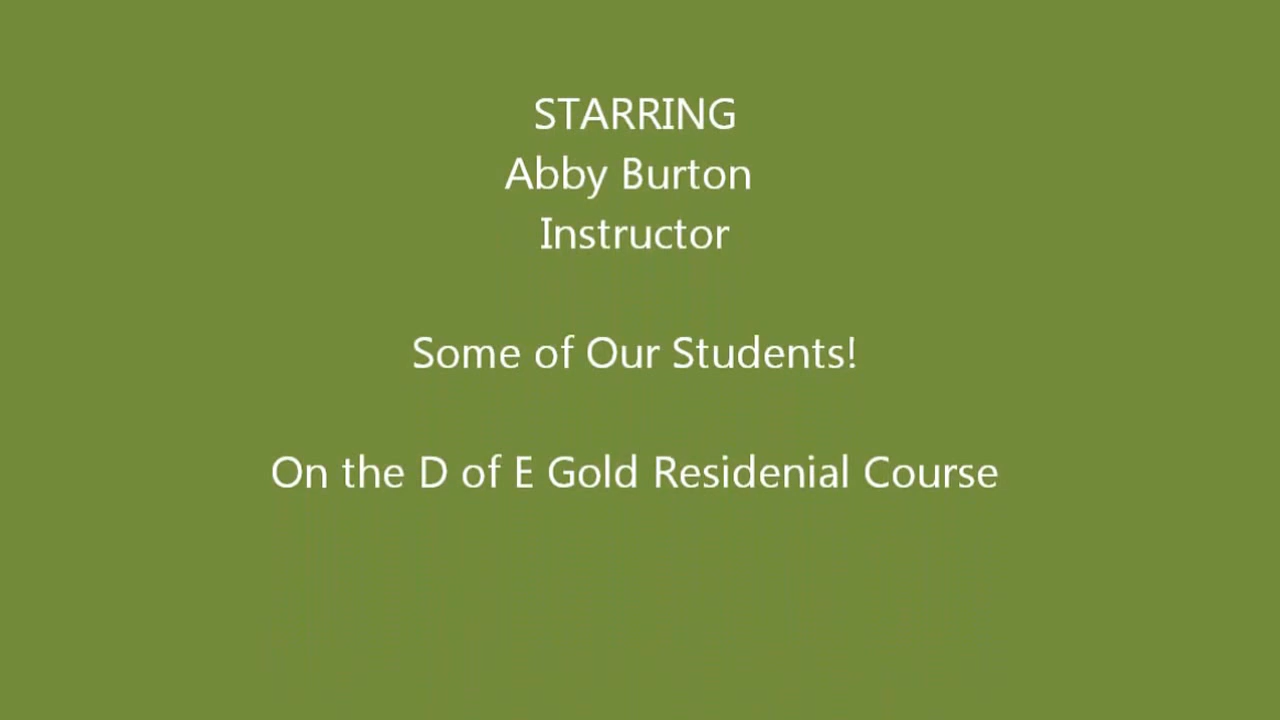 STARRING
Abby Burton
Instructor
Some of Our Students!
On the D of E Gold Residenial Course